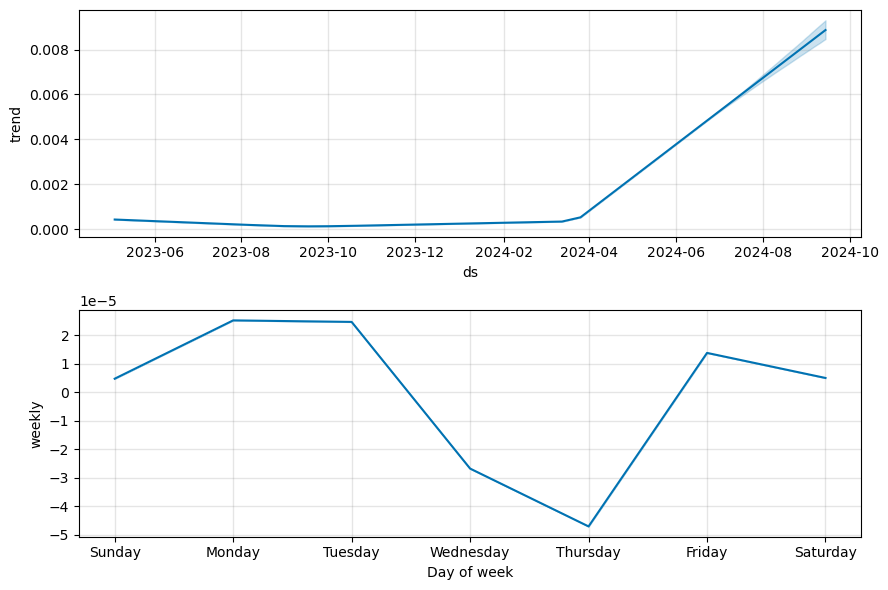 0.008
0.006
0.004
0.002
0.000
trend
2023-06 2023-08 2023-10 2023-12 2024-02 2024-04 2024-06 2024-08 2024-10
ds
1e−5
2
1
0
−1
−2
−3
−4
−5
weekly
Sunday Monday Tuesday Wednesday Thursday Friday Saturday
Day of week